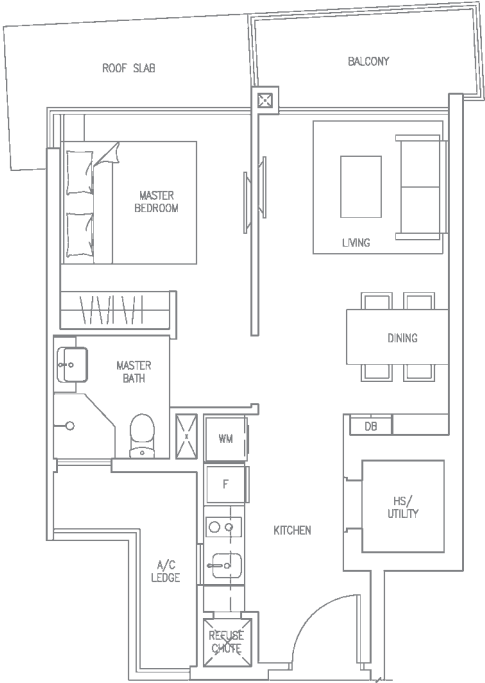 ROOF SLAB
BALCONY
MASTER
BEDROOM
LIVING
DINING
MASTER
BATH
DB
WM
F
HS/
UTILITY
KITCHEN
A/C
LEDGE
REFUSE
CHUTE